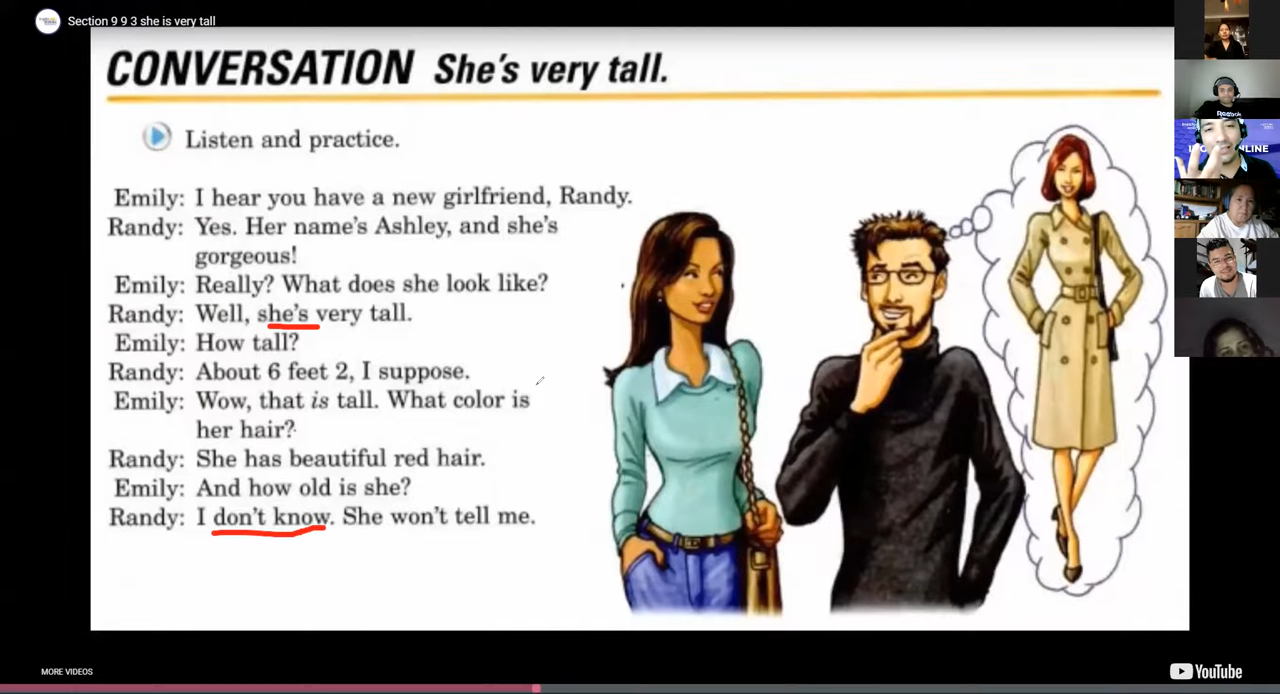 Section 9 9 3 she is very tall
CONVERSATION She's very tall.
Listen and practice.
Emily: I hear you have a new girlfriend, Randy.
Randy: Yes. Her name's Ashley, and she's
gorgeous!
Emily: Really? What does she look like?
Randy: Well, she's very tall.
Emily: How tall?
Randy: About 6 feet 2, I suppose.
Emily: Wow, that is tall. What color is
her hair?
Randy: She has beautiful red hair.
Emily: And how old is she?
Randy: I don't know. She won't tell me.
Reebok
MORE VIDEOS
YouTube